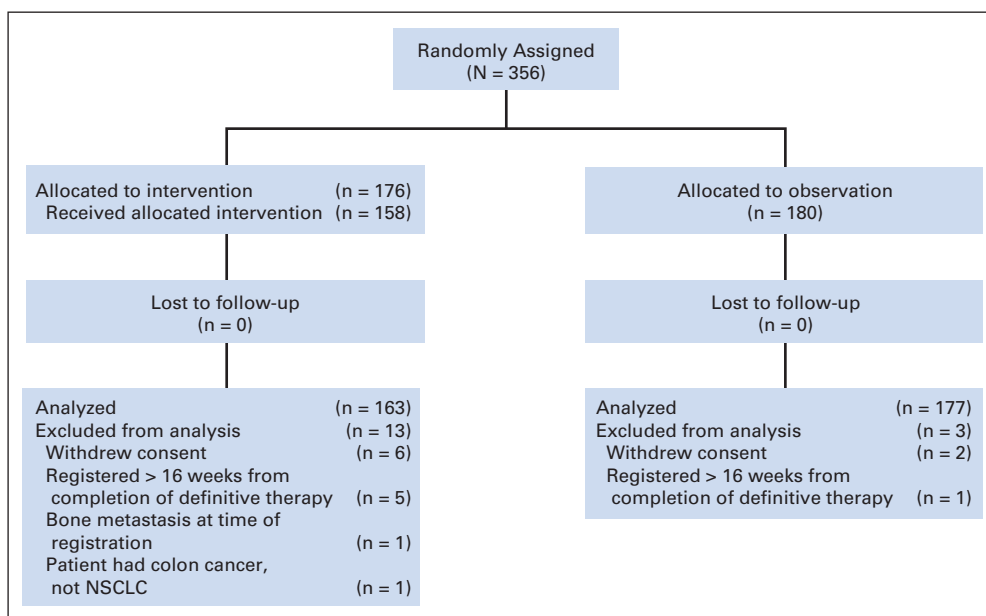 Randomly Assigned
(N = 356)
Allocated to intervention (n = 176)
Received allocated intervention (n = 158)
Allocated to observation
(n = 180)
Lost to follow-up
(n = 0)
Lost to follow-up
(n = 0)
Analyzed (n = 163)
Excluded from analysis (n = 13)
Withdrew consent (n = 6)
Registered > 16 weeks from
completion of definitive therapy (n = 5)
Bone metastasis at time of
registration (n = 1)
Patient had colon cancer,
not NSCLC (n = 1)
Analyzed (n = 177)
Excluded from analysis (n = 3)
Withdrew consent (n = 2)
Registered > 16 weeks from
completion of definitive therapy (n = 1)